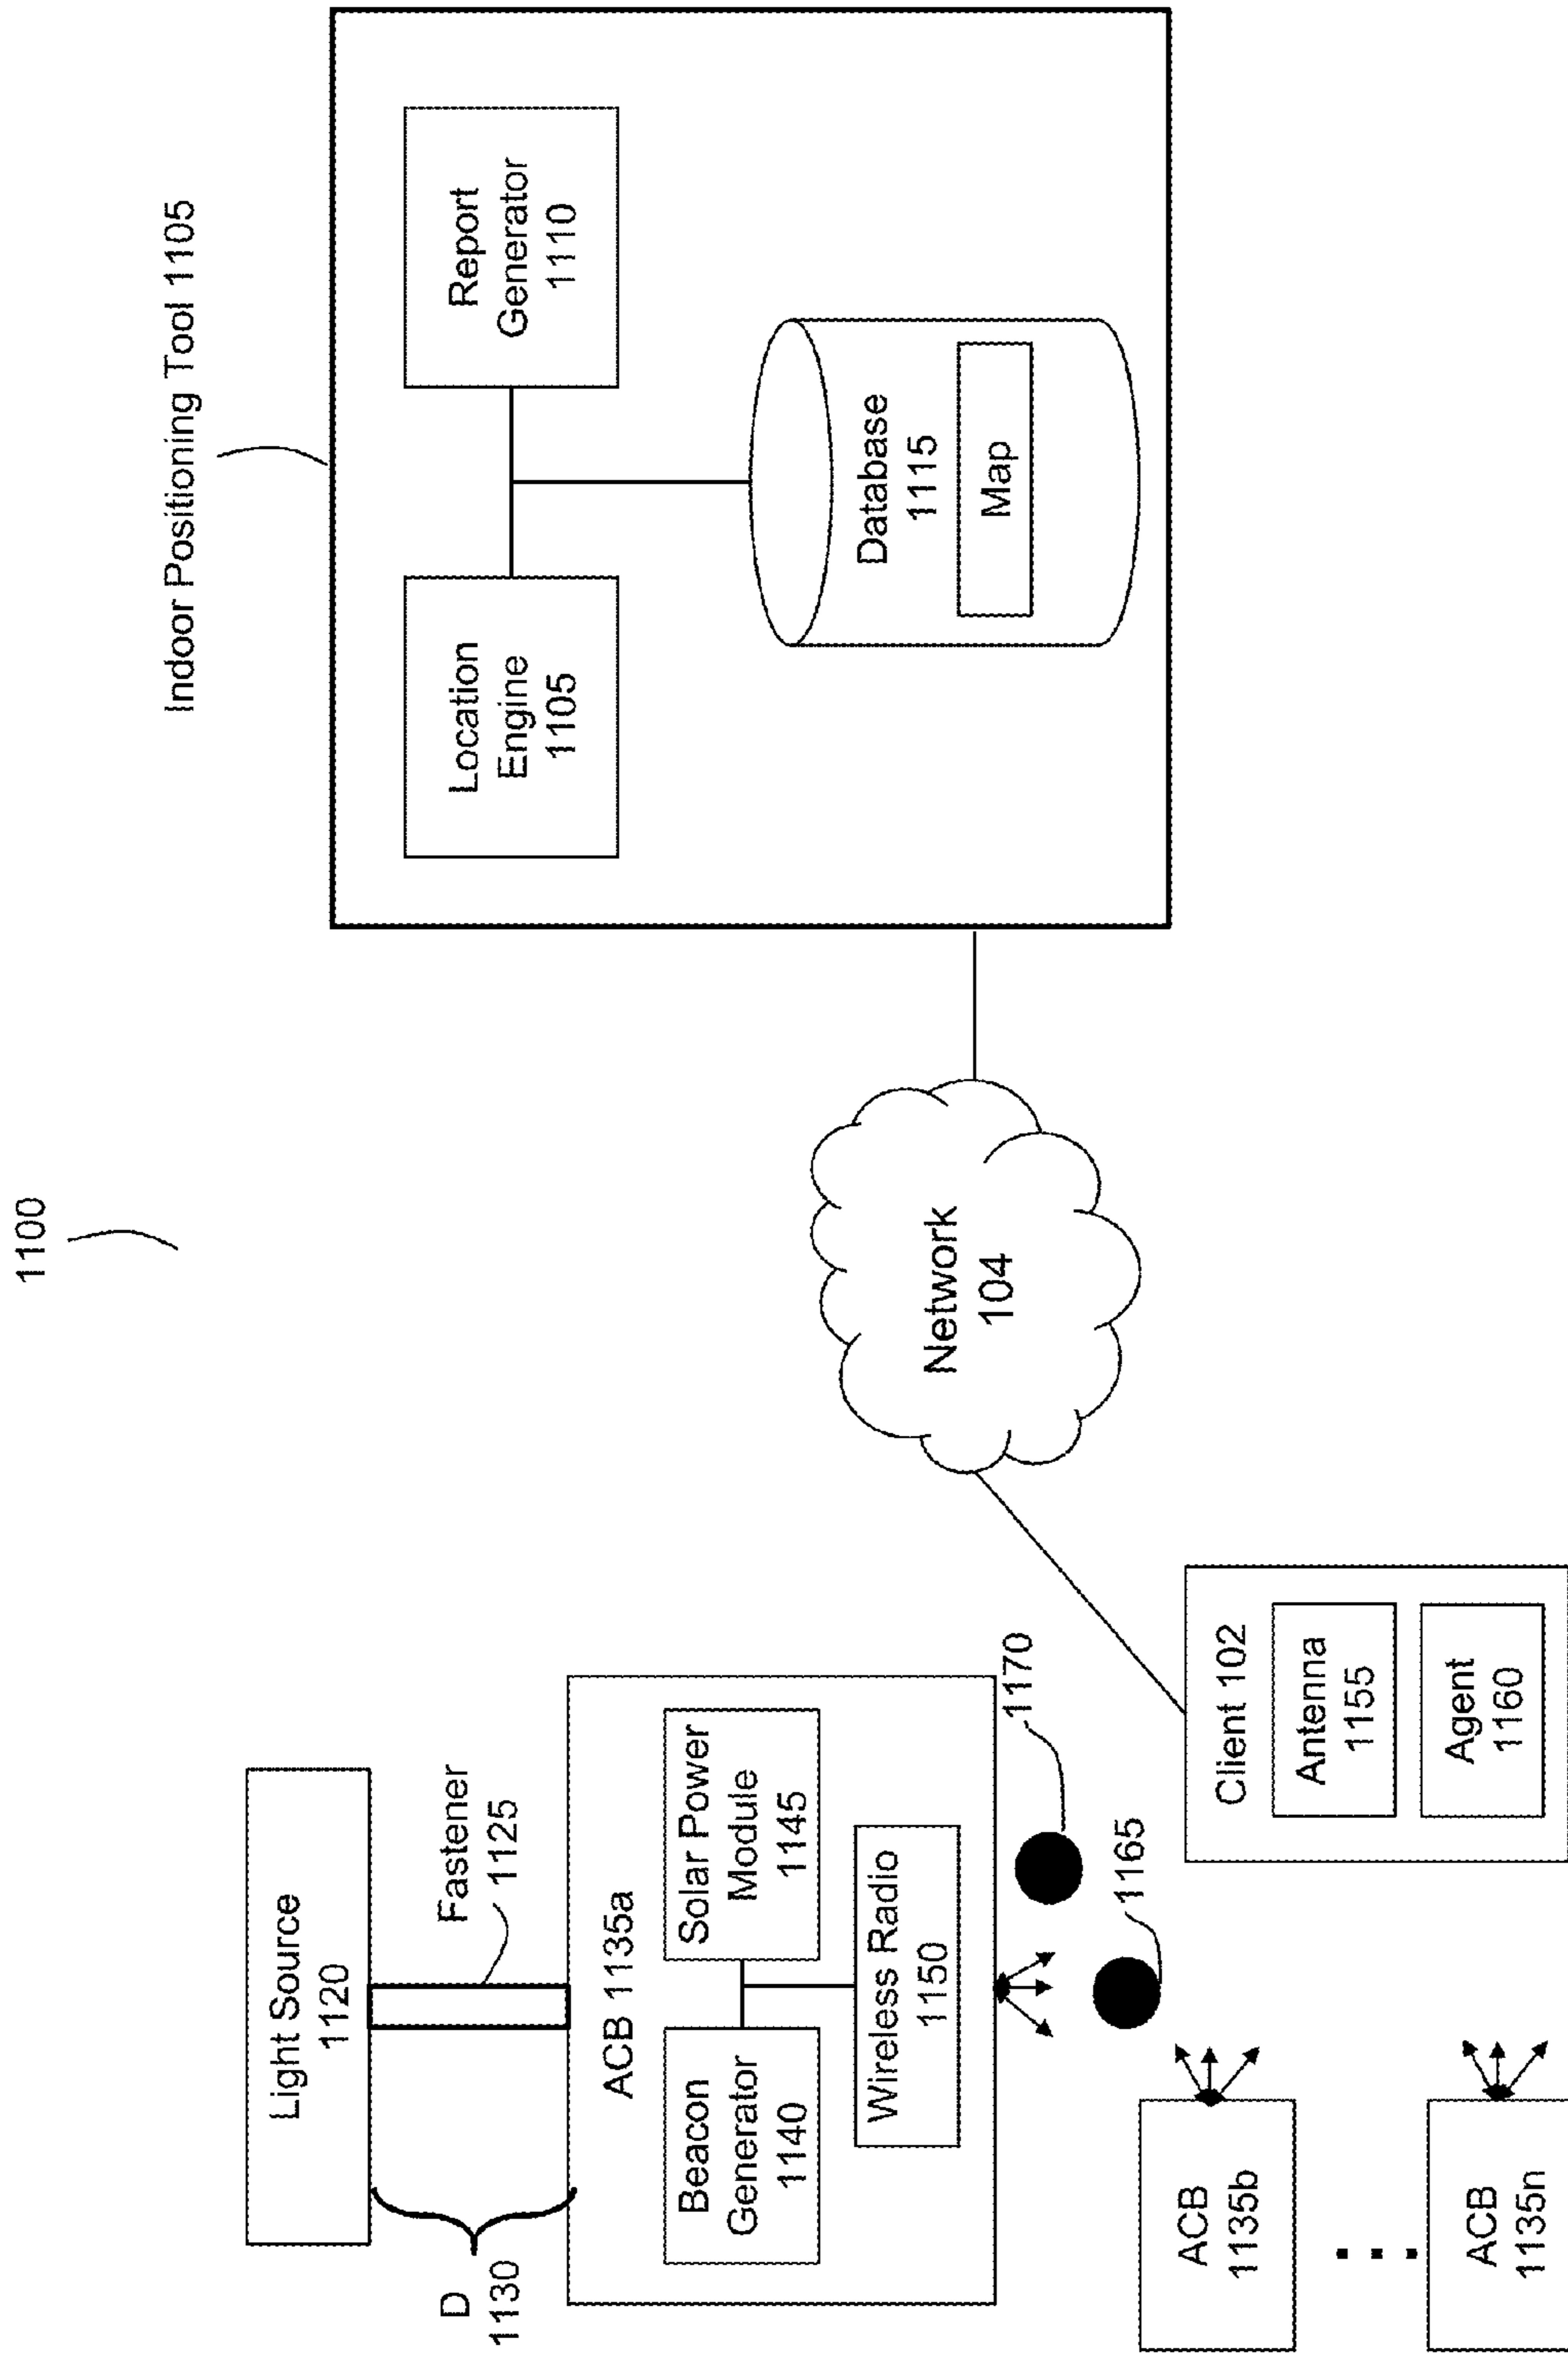 1100
Indoor Positioning Tool 1105
Light Source
1120
Fastener
1125
D
1130
ACB 1135a
Beacon
Generator
1140
Solar Power
Module
1145
Wireless Radio
1150
1170
1165
ACB
1135b
ACB
1135n
Client 102
Antenna
1155
Agent
1160
Network
104
Location
Engine
1105
Report
Generator
1110
Database
1115
Map